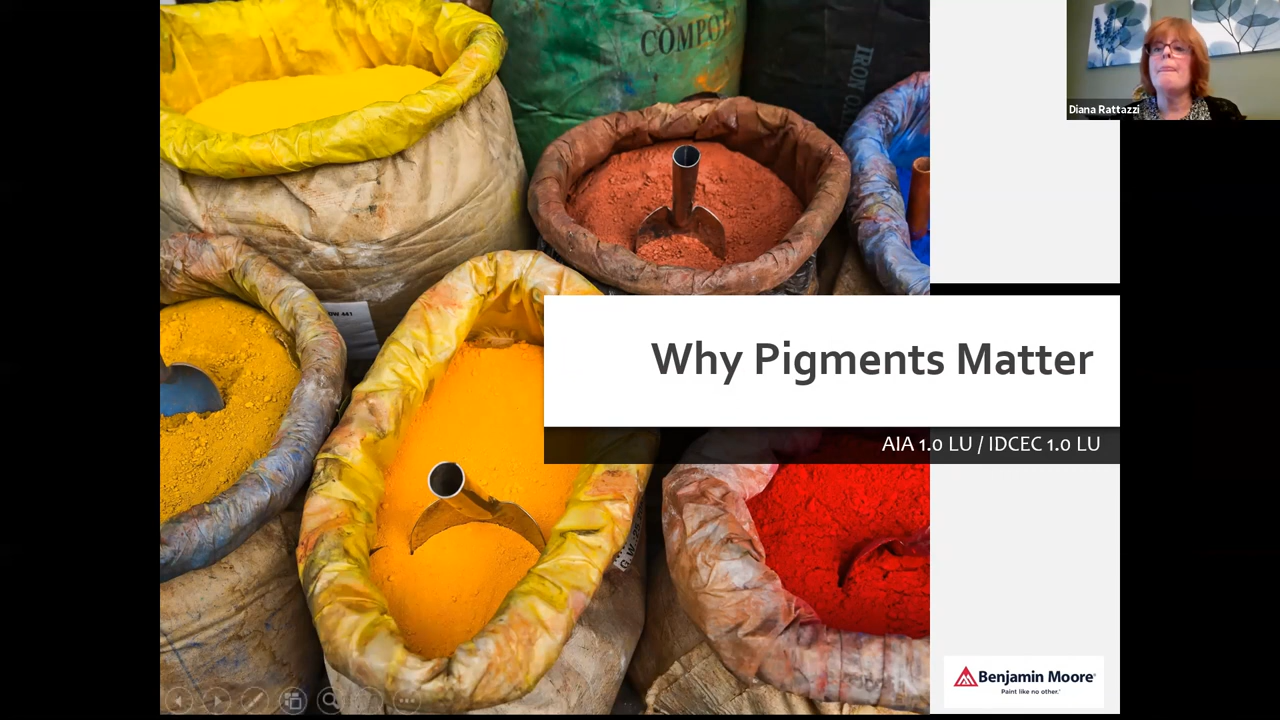 COMPO
IRON O
Diana Rattazzi
Why Pigments Matter
AIA 1.0 LU / IDCEC 1.0 LU
Benjamin Moore®
Paint like no other.®